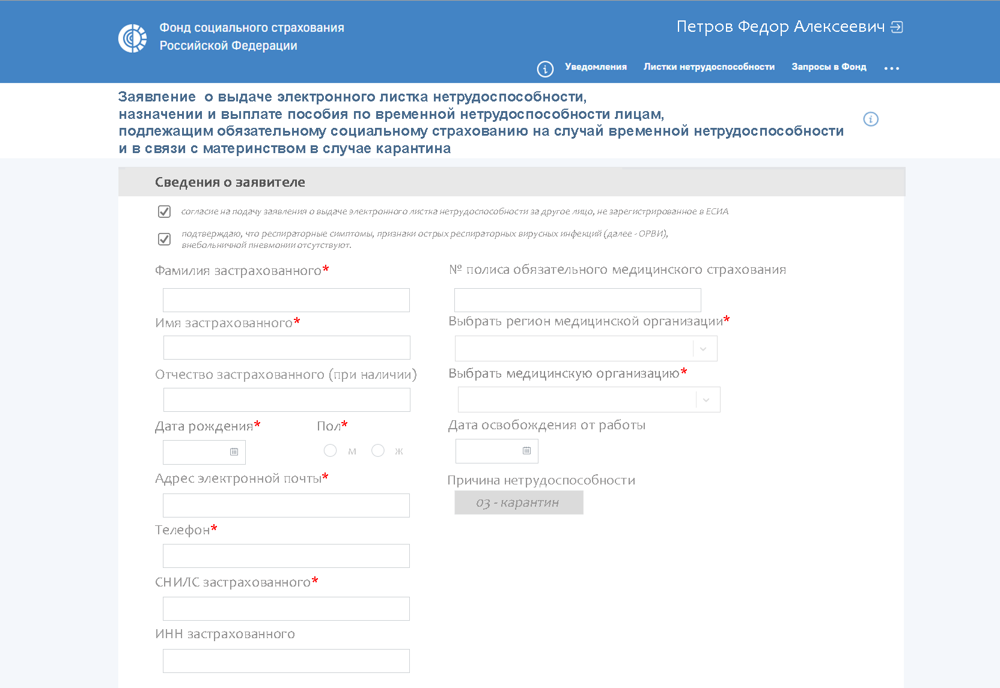 Фонд социального страхования
Российской Федерации
Петров Федор Алексеевич
Уведомления Листки нетрудоспособности Запросы в Фонд ...
Заявление о выдаче электронного листка нетрудоспособности,
назначении и выплате пособия по временной нетрудоспособности лицам,
подлежащим обязательному социальному страхованию на случай временной нетрудоспособности
и в связи с материнством в случае карантина
Сведения о заявителе
согласие на подачу заявления о выдаче электронного листка нетрудоспособности за другое лицо, не зарегистрированное в ЕСИА
подтверждаю, что респираторные симптомы, признаки острых респираторных вирусных инфекций (далее - ОРВИ),
внебольничной пневмонии отсутствуют.
Фамилия застрахованного*
Имя застрахованного*
Отчество застрахованного (при наличии)
Дата рождения* Пол*
м ж
Адрес электронной почты*
Телефон*
СНИЛС застрахованного*
ИНН застрахованного
№ полиса обязательного медицинского страхования
Выбрать регион медицинской организации*
Выбрать медицинскую организацию*
Дата освобождения от работы
Причина нетрудоспособности
03 - карантин